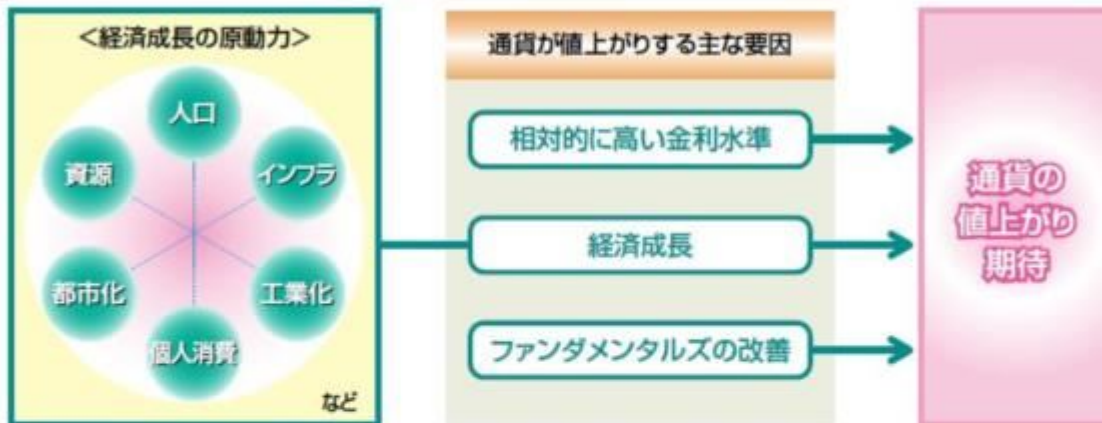 <経済成長の原動力>
人口
資源
インフラ
都市化
工業化
個人消費
など
通貨が値上がりする主な要因
相対的に高い金利水準
経済成長
ファンダメンタルズの改善
通貨の
値上がり
期待